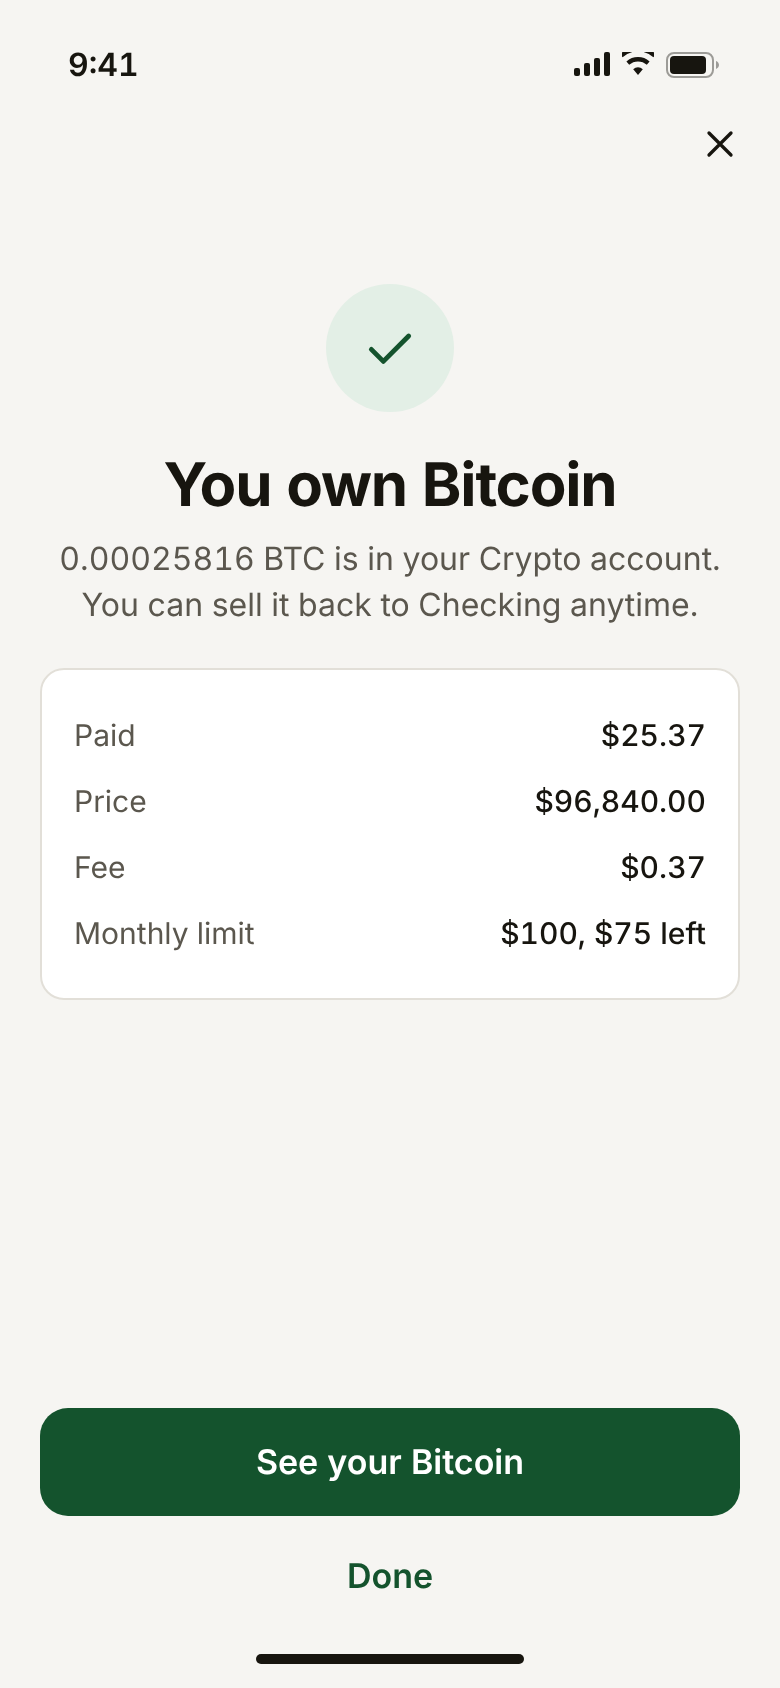 9:41
You own Bitcoin
0.00025816 BTC is in your Crypto account.
You can sell it back to Checking anytime.
Paid $25.37
Price $96,840.00
Fee $0.37
Monthly limit $100, $75 left
See your Bitcoin
Done